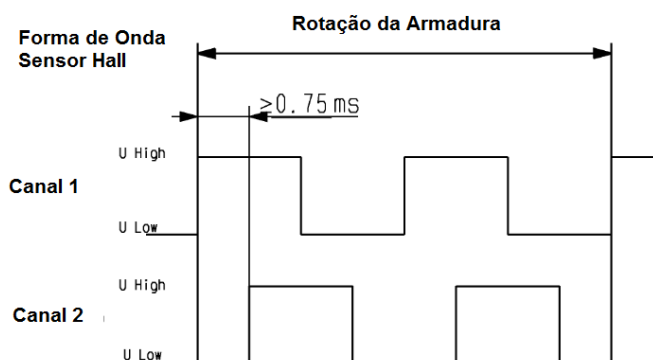 Rotação da Armadura
Forma de Onda
Sensor Hall
≥0.75 ms
U High
Canal 1
U Low
U High
Canal 2
U Low